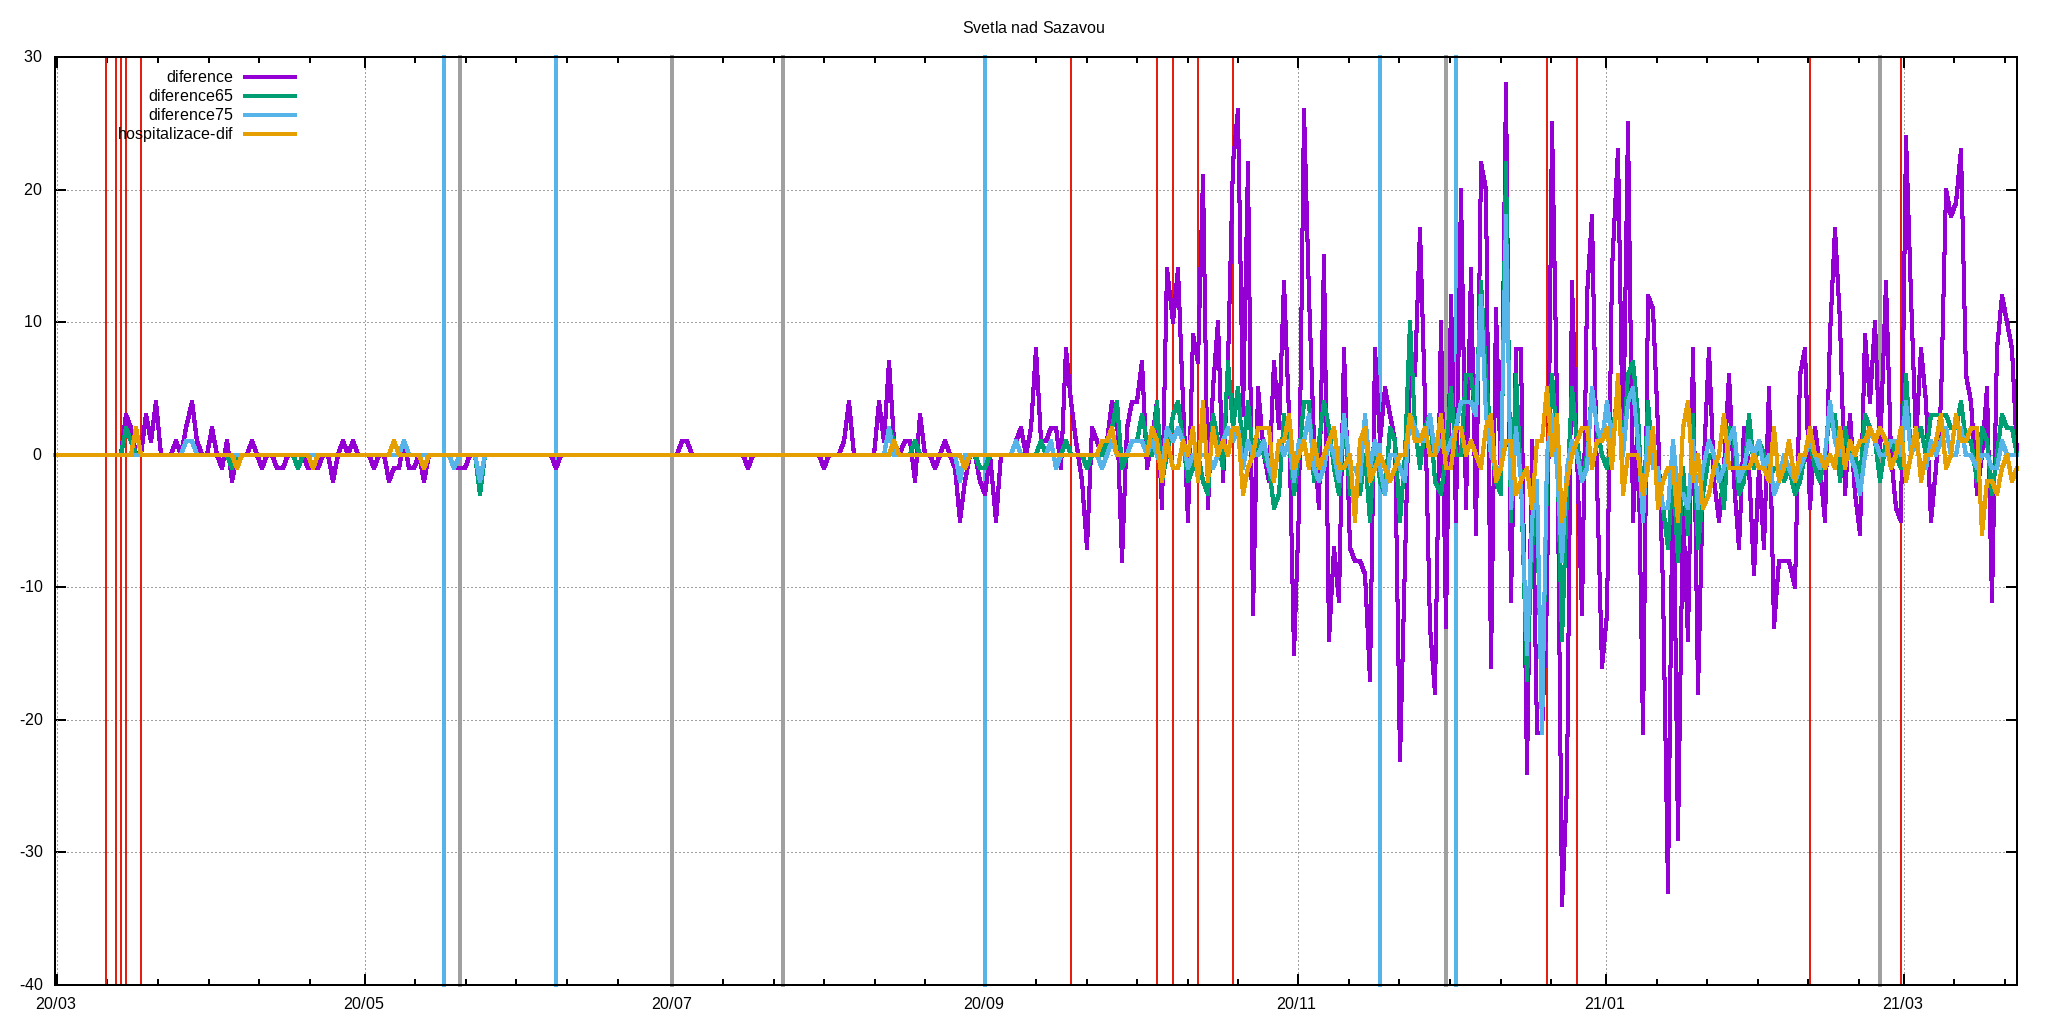 Svetla nad Sazavou
30
20
10
0
-10
-20
-30
-40
diference
diference65
diference75
hospitalizace-dif
20/03 20/05 20/07 20/09 20/11 21/01 21/03